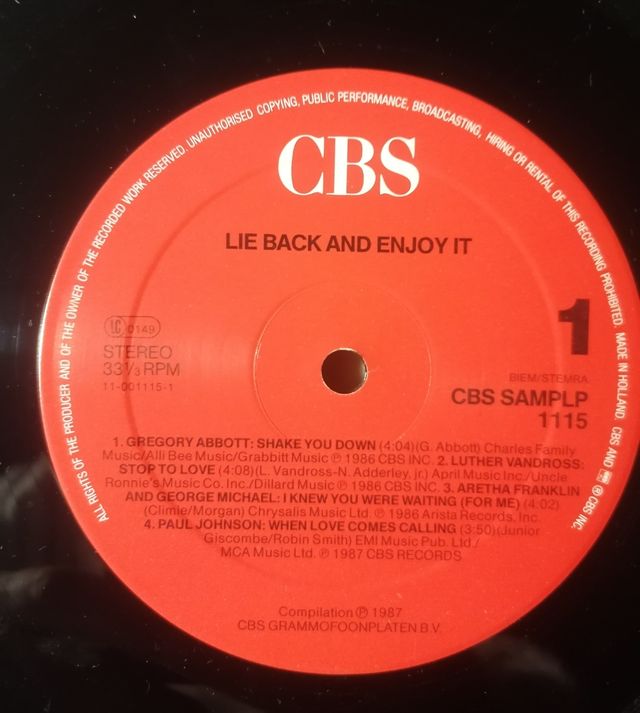 ALL RIGHTS OF THE PRODUCER AND OF THE OWNER OF THE RECORDED WORK RESERVED. UNAUTHORISED COPYING, PUBLIC PERFORMANCE, BROADCASTING, HIRING OR RENTAL OF THIS RECORDING PROHIBITED. MADE IN HOLLAND. CBS AND ® CBS INC.
CBS
LIE BACK AND ENJOY IT
LC 0149
STEREO
33⅓ RPM
11-001115-1
1
BIEM/STEMRA
CBS SAMPLP
1115
1. GREGORY ABBOTT: SHAKE YOU DOWN (4:04)(G. Abbott) Charles Family
Music/Alli Bee Music/Grabbitt Music ℗ 1986 CBS INC. 2. LUTHER VANDROSS:
STOP TO LOVE (4:08)(L. Vandross-N. Adderley, jr.) April Music Inc./Uncle
Ronnie's Music Co. Inc./Dillard Music ℗ 1986 CBS INC. 3. ARETHA FRANKLIN
AND GEORGE MICHAEL: I KNEW YOU WERE WAITING (FOR ME) (4:02)
(Climie/Morgan) Chrysalis Music Ltd. ℗ 1986 Arista Records, Inc.
4. PAUL JOHNSON: WHEN LOVE COMES CALLING (3:50)(Junior
Giscombe/Robin Smith) EMI Music Pub. Ltd./
MCA Music Ltd. ℗ 1987 CBS RECORDS
Compilation ℗ 1987
CBS GRAMMOFOONPLATEN B.V.